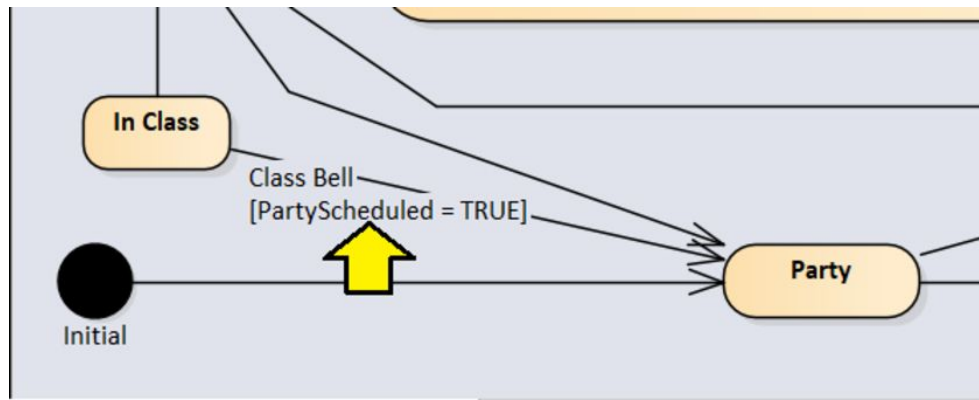 In Class
Class Bell
[PartyScheduled = TRUE]
Party
Initial